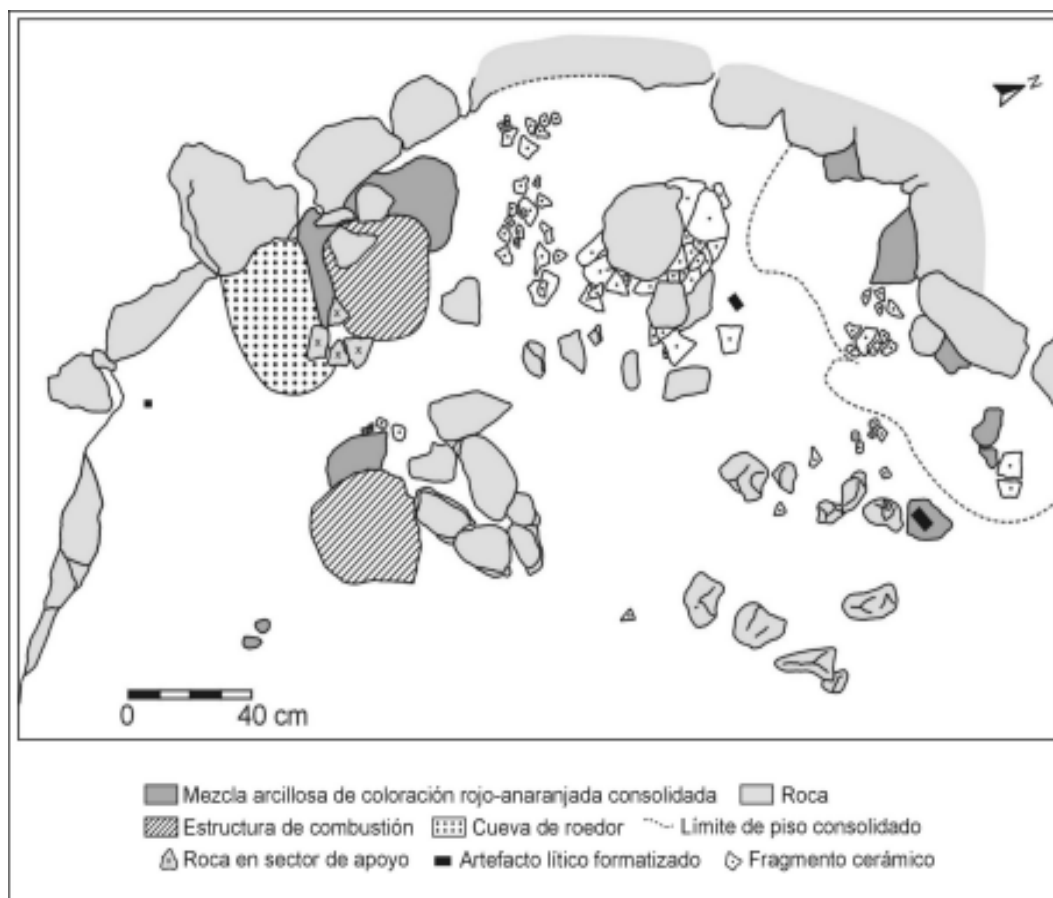 N
0 40 cm
Mezcla arcillosa de coloración rojo-anaranjada consolidada Roca
Estructura de combustión Cueva de roedor Límite de piso consolidado
Roca en sector de apoyo Artefacto lítico formatizado Fragmento cerámico